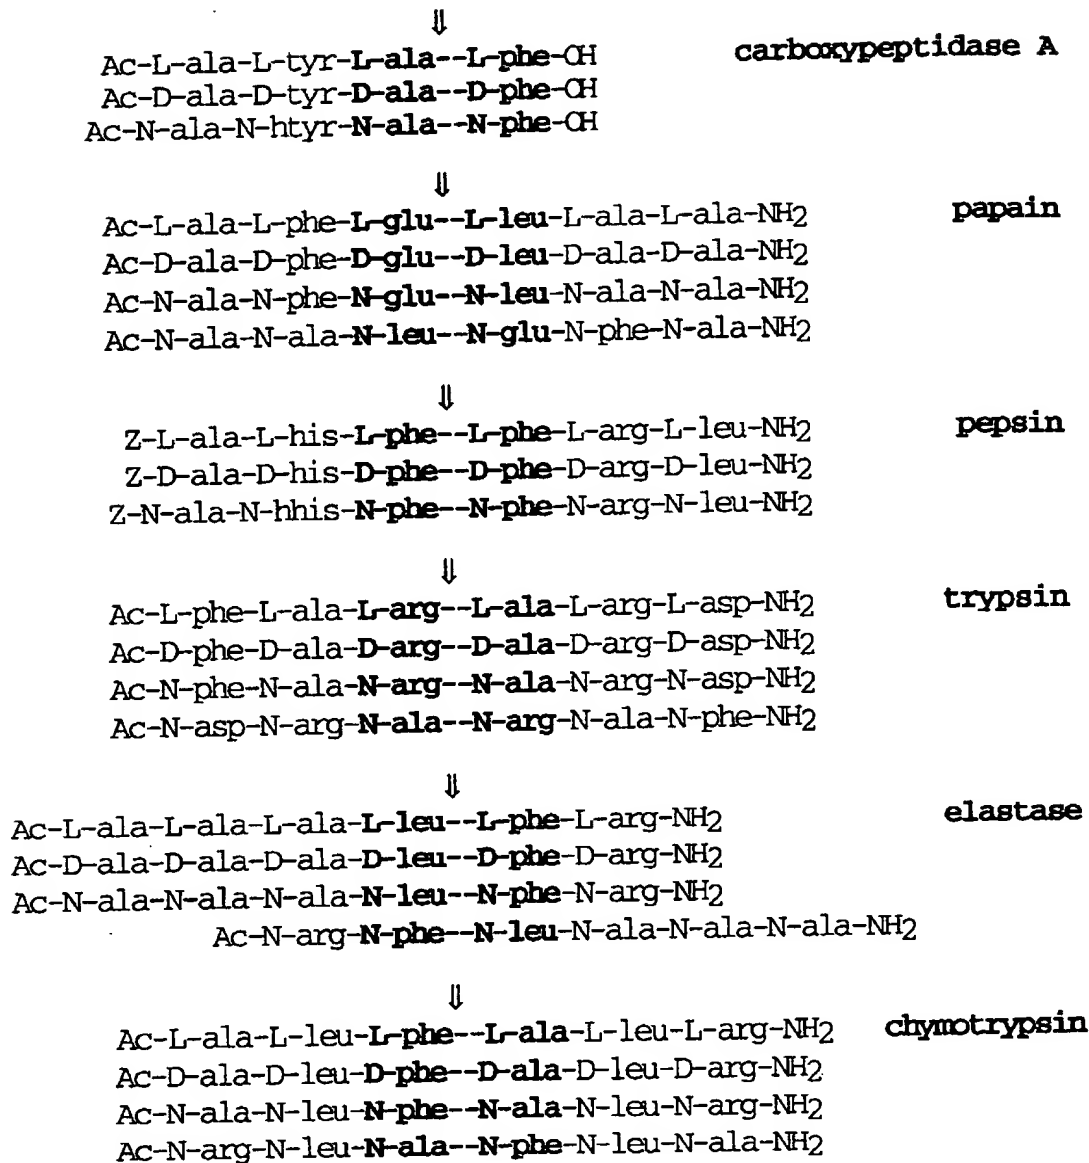 ⇓
Ac-L-ala-L-tyr-L-ala--L-phe-OH carboxypeptidase A
Ac-D-ala-D-tyr-D-ala--D-phe-OH
Ac-N-ala-N-htyr-N-ala--N-phe-OH
⇓
Ac-L-ala-L-phe-L-glu--L-leu-L-ala-L-ala-NH2 papain
Ac-D-ala-D-phe-D-glu--D-leu-D-ala-D-ala-NH2
Ac-N-ala-N-phe-N-glu--N-leu-N-ala-N-ala-NH2
Ac-N-ala-N-ala-N-leu--N-glu-N-phe-N-ala-NH2
⇓
Z-L-ala-L-his-L-phe--L-phe-L-arg-L-leu-NH2 pepsin
Z-D-ala-D-his-D-phe--D-phe-D-arg-D-leu-NH2
Z-N-ala-N-hhis-N-phe--N-phe-N-arg-N-leu-NH2
⇓
Ac-L-phe-L-ala-L-arg--L-ala-L-arg-L-asp-NH2 trypsin
Ac-D-phe-D-ala-D-arg--D-ala-D-arg-D-asp-NH2
Ac-N-phe-N-ala-N-arg--N-ala-N-arg-N-asp-NH2
Ac-N-asp-N-arg-N-ala--N-arg-N-ala-N-phe-NH2
⇓
Ac-L-ala-L-ala-L-ala-L-leu--L-phe-L-arg-NH2 elastase
Ac-D-ala-D-ala-D-ala-D-leu--D-phe-D-arg-NH2
Ac-N-ala-N-ala-N-ala-N-leu--N-phe-N-arg-NH2
Ac-N-arg-N-phe--N-leu-N-ala-N-ala-N-ala-NH2
⇓
Ac-L-ala-L-leu-L-phe--L-ala-L-leu-L-arg-NH2 chymotrypsin
Ac-D-ala-D-leu-D-phe--D-ala-D-leu-D-arg-NH2
Ac-N-ala-N-leu-N-phe--N-ala-N-leu-N-arg-NH2
Ac-N-arg-N-leu-N-ala--N-phe-N-leu-N-ala-NH2